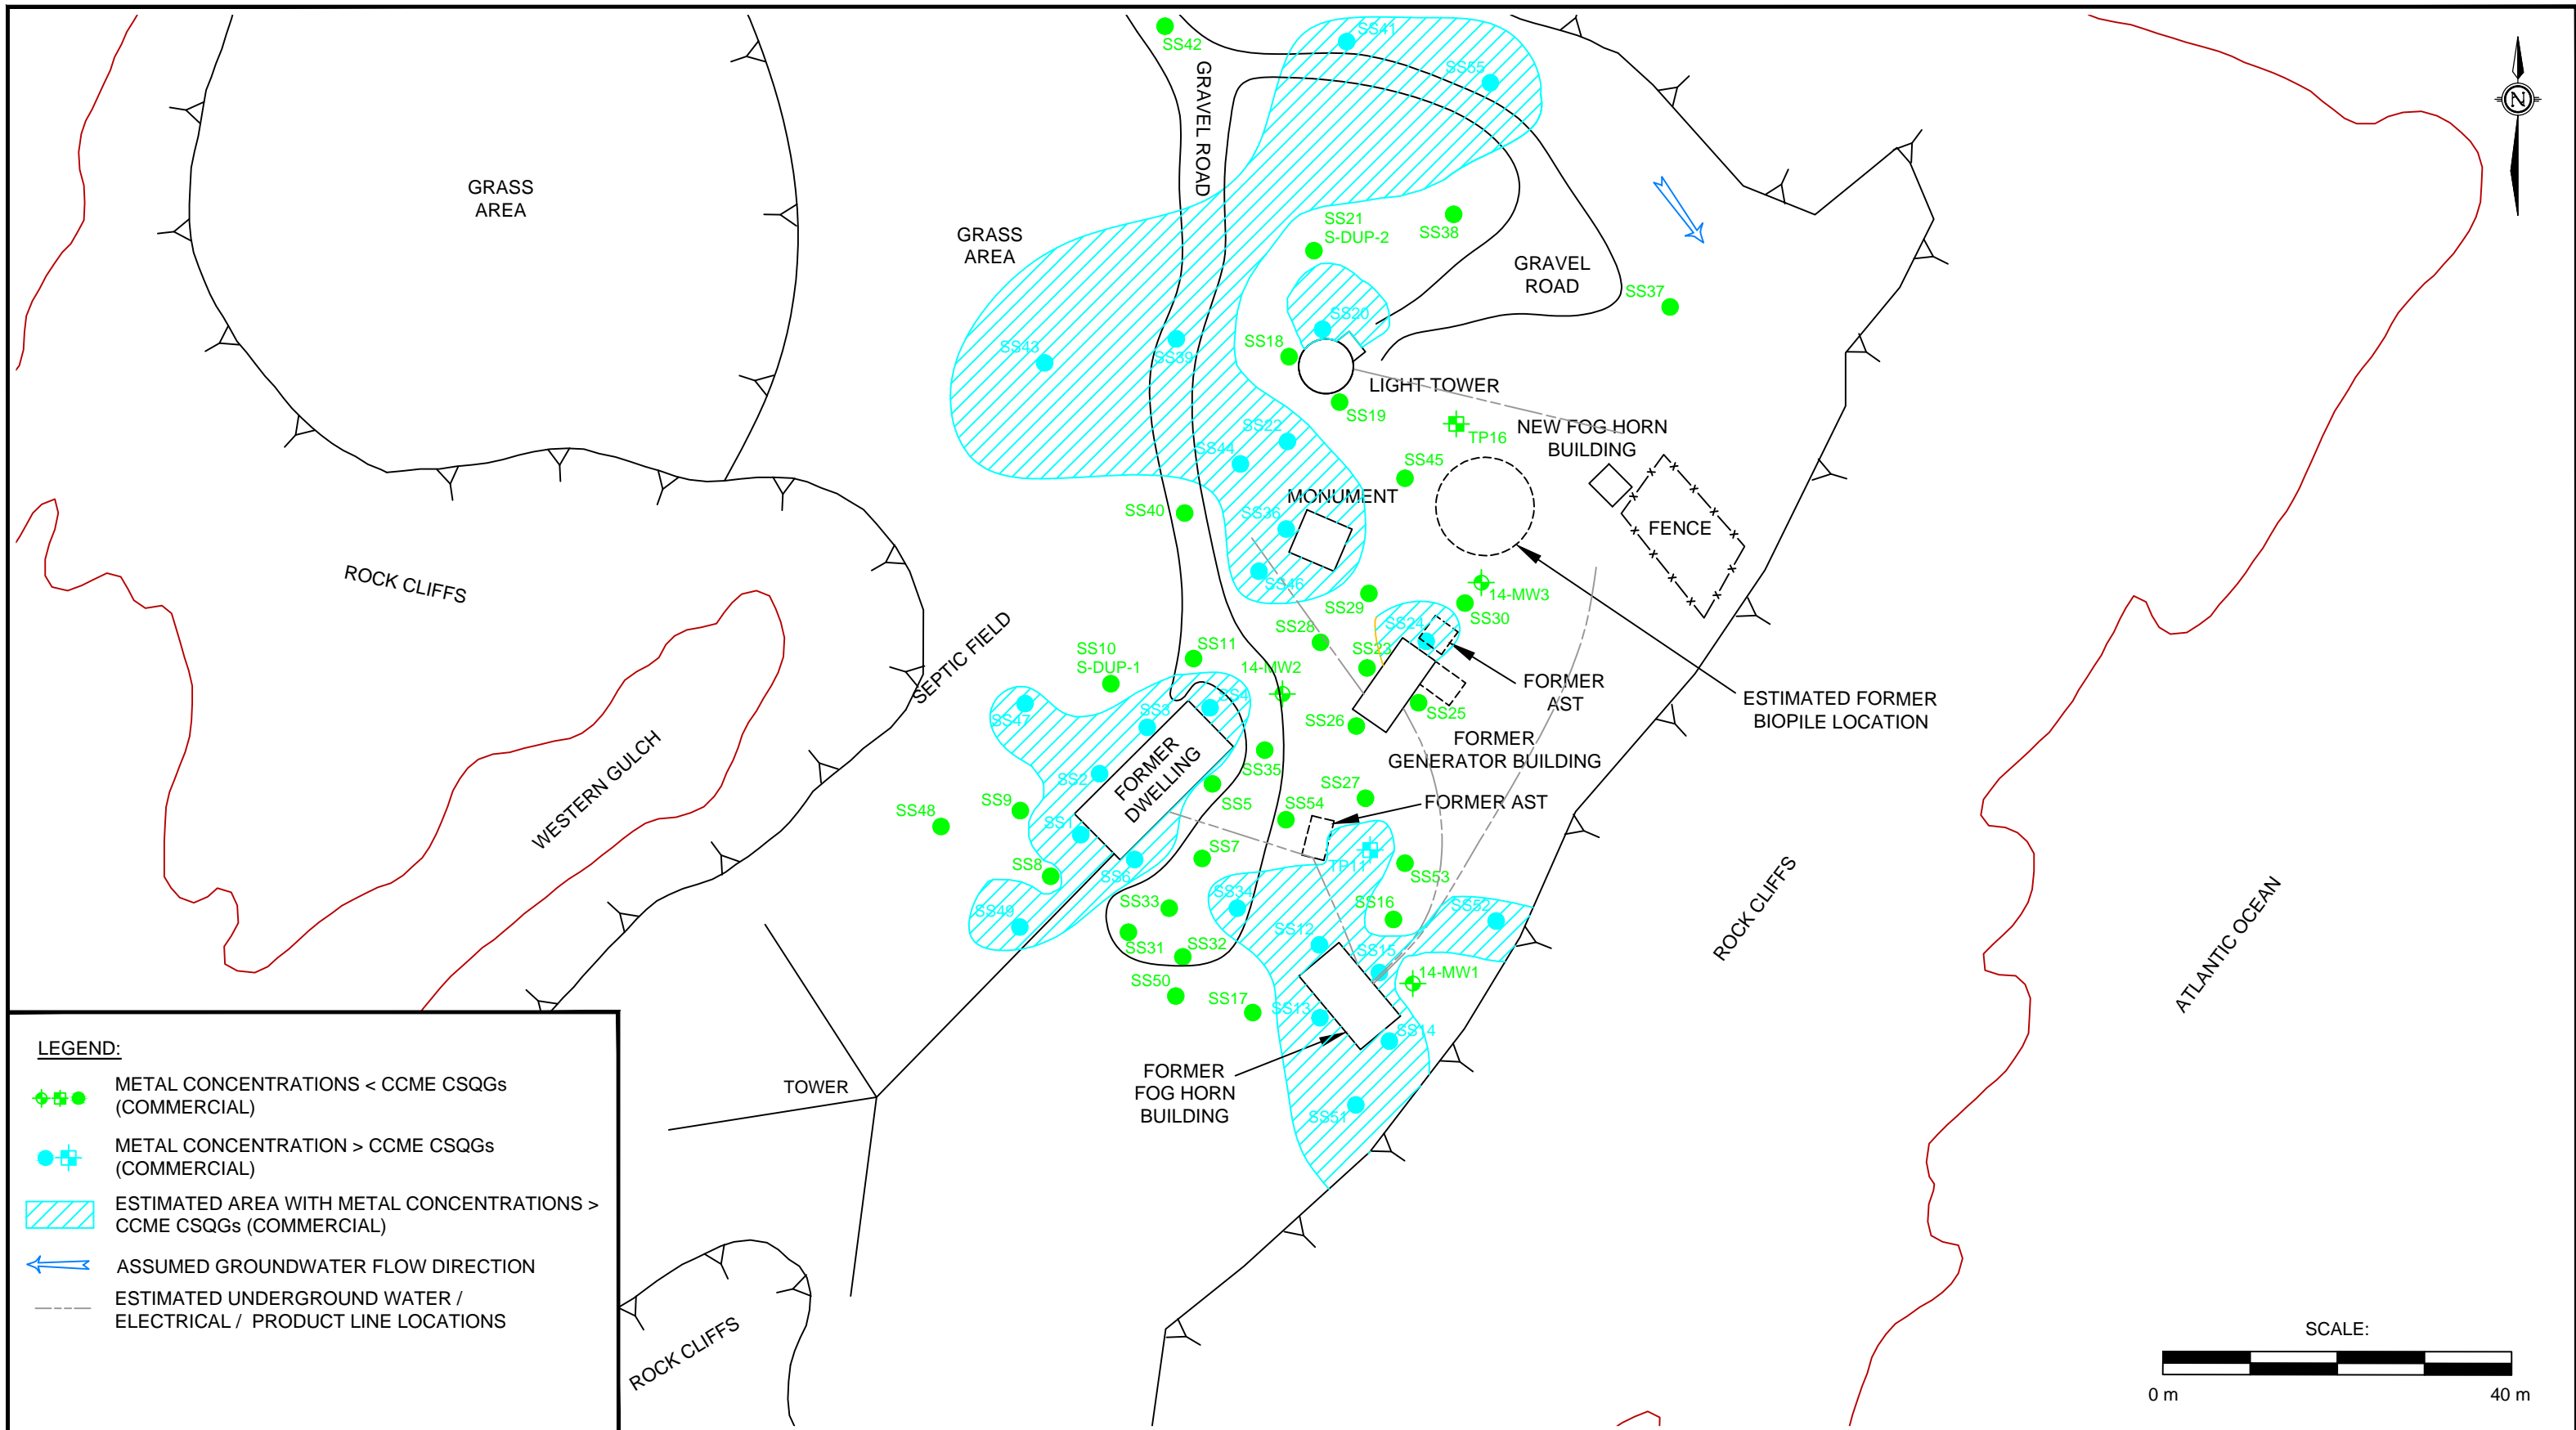 SS42
SS41
SS55
GRAVEL ROAD
N
GRASS
AREA
GRASS
AREA
SS21
S-DUP-2
SS38
GRAVEL
ROAD
SS37
SS20
SS18
SS43
SS39
LIGHT TOWER
SS19
SS22
SS44
TP16
NEW FOG HORN
BUILDING
SS45
MONUMENT
SS40
SS36
FENCE
SS46
ROCK CLIFFS
14-MW3
SS29
SS30
SS24
SS28
SS23
SEPTIC FIELD
SS10
S-DUP-1
SS11
14-MW2
FORMER
AST
ESTIMATED FORMER
BIOPILE LOCATION
SS47
SS3
SS4
SS26
SS25
FORMER
GENERATOR BUILDING
FORMER
DWELLING
SS35
SS2
WESTERN GULCH
SS5
SS27
SS54
FORMER AST
SS48
SS9
SS1
SS7
SS8
SS6
TP11
SS53
SS34
SS33
SS16
SS52
SS49
SS31
SS32
SS12
SS15
14-MW1
SS50
SS17
SS13
SS14
ROCK CLIFFS
ATLANTIC OCEAN
FORMER
FOG HORN
BUILDING
TOWER
SS51
ROCK CLIFFS
LEGEND:
METAL CONCENTRATIONS < CCME CSQGs
(COMMERCIAL)
METAL CONCENTRATION > CCME CSQGs
(COMMERCIAL)
ESTIMATED AREA WITH METAL CONCENTRATIONS >
CCME CSQGs (COMMERCIAL)
ASSUMED GROUNDWATER FLOW DIRECTION
ESTIMATED UNDERGROUND WATER /
ELECTRICAL / PRODUCT LINE LOCATIONS
SCALE:
0 m
40 m